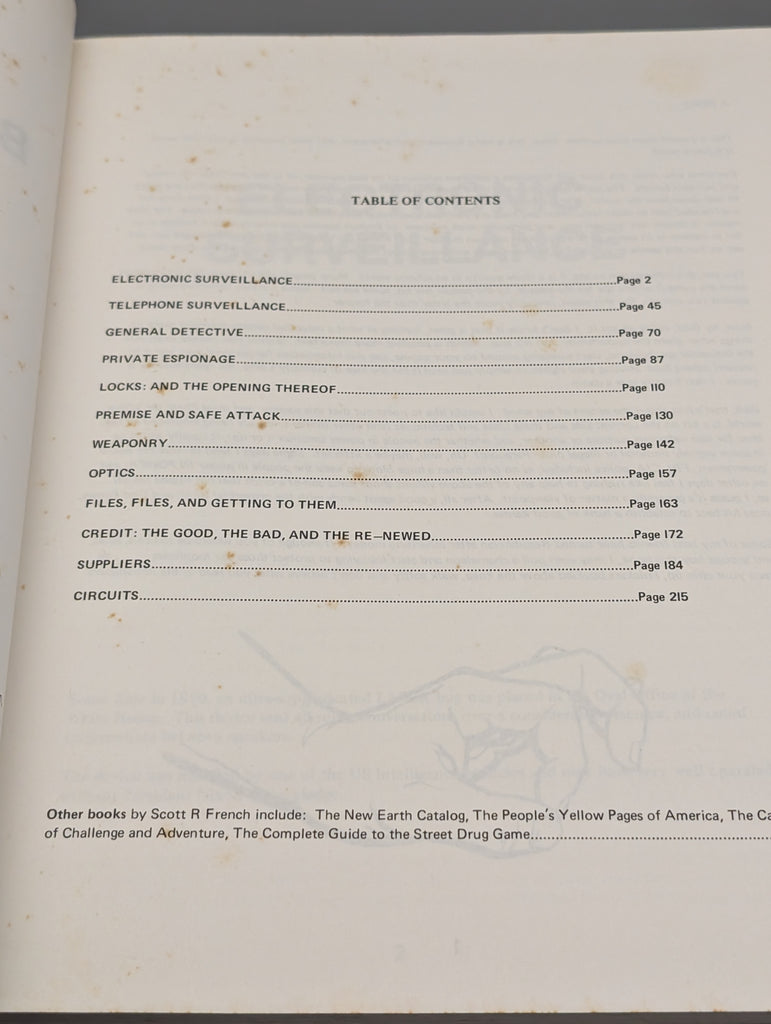 TABLE OF CONTENTS
ELECTRONIC SURVEILLANCE..........Page 2
TELEPHONE SURVEILLANCE..........Page 45
GENERAL DETECTIVE..........Page 70
PRIVATE ESPIONAGE..........Page 87
LOCKS: AND THE OPENING THEREOF..........Page 110
PREMISE AND SAFE ATTACK..........Page 130
WEAPONRY..........Page 142
OPTICS..........Page 157
FILES, FILES, AND GETTING TO THEM..........Page 163
CREDIT: THE GOOD, THE BAD, AND THE RE—NEWED..........Page 172
SUPPLIERS..........Page 184
CIRCUITS..........Page 215
Other books by Scott R French include: The New Earth Catalog, The People's Yellow Pages of America, The
of Challenge and Adventure, The Complete Guide to the Street Drug Game..........